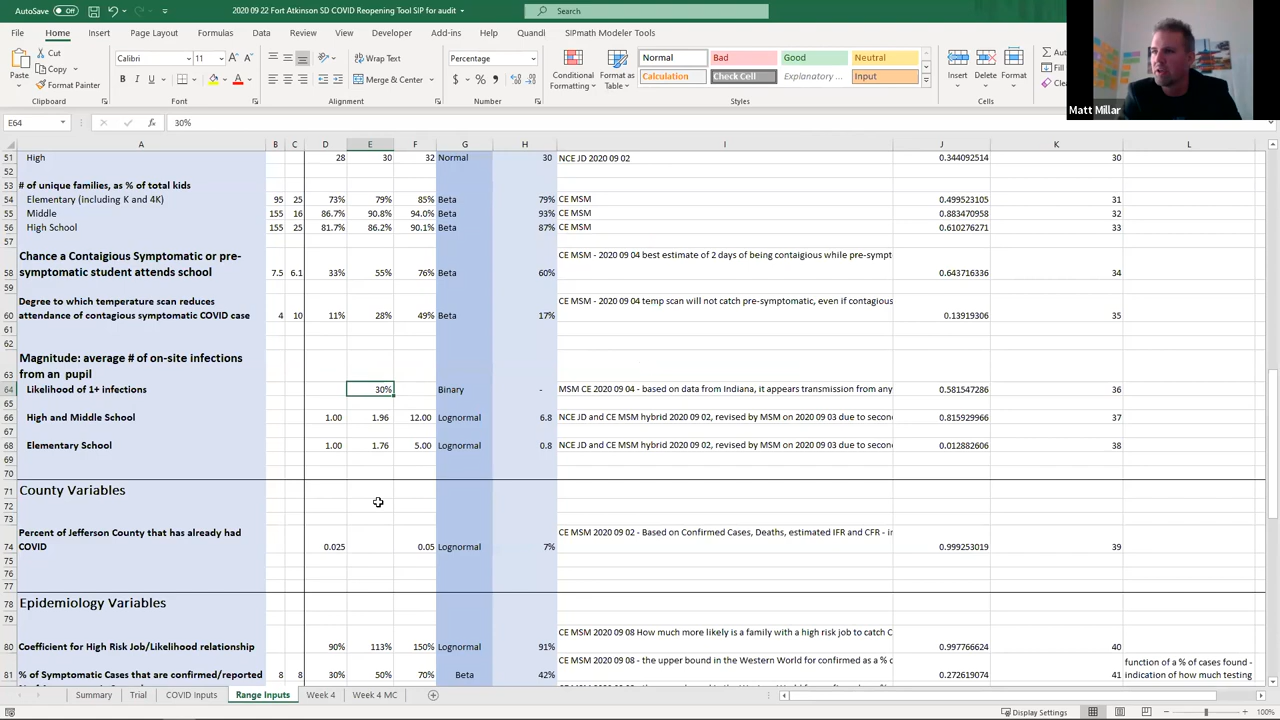 AutoSave Off 2020 09 22 Fort Atkinson SD COVID Reopening Tool SIP for audit Search
File Home Insert Page Layout Formulas Data Review View Developer Add-ins Help Quandi SIPmath Modeler Tools
Paste Cut Copy Format Painter Clipboard
Calibri 11 B I U A Font
Wrap Text Merge & Center Alignment
Percentage $ % Number
Conditional Formatting Format as Table Normal Bad Good Neutral
Calculation Check Cell Explanatory ... Input Styles
Insert Delete Format Cells
Matt Millar
E64 fx 30%
A B C D E F G H I J K L
51 High 28 30 32 Normal 30 NCE JD 2020 09 02 0.344092514 30
52
53 # of unique families, as % of total kids
54 Elementary (including K and 4K) 95 25 73% 79% 85% Beta 79% CE MSM 0.499523105 31
55 Middle 155 16 86.7% 90.8% 94.0% Beta 93% CE MSM 0.883470958 32
56 High School 155 25 81.7% 86.2% 90.1% Beta 87% CE MSM 0.610276271 33
57
Chance a Contaigious Symptomatic or pre- CE MSM - 2020 09 04 best estimate of 2 days of being contaigious while pre-sympt
58 symptomatic student attends school 7.5 6.1 33% 55% 76% Beta 60% 0.643716336 34
59
Degree to which temperature scan reduces CE MSM - 2020 09 04 temp scan will not catch pre-symptomatic, even if contagious
60 attendance of contagious symptomatic COVID case 4 10 11% 28% 49% Beta 17% 0.13919306 35
61
62
Magnitude: average # of on-site infections
63 from an pupil
64 Likelihood of 1+ infections 30% Binary - MSM CE 2020 09 04 - based on data from Indiana, it appears transmission from any 0.581547286 36
65
66 High and Middle School 1.00 1.96 12.00 Lognormal 6.8 NCE JD and CE MSM hybrid 2020 09 02, revised by MSM on 2020 09 03 due to secon 0.815929966 37
67
68 Elementary School 1.00 1.76 5.00 Lognormal 0.8 NCE JD and CE MSM hybrid 2020 09 02, revised by MSM on 2020 09 03 due to secon 0.012882606 38
69
70
71 County Variables
72
73
Percent of Jefferson County that has already had CE MSM 2020 09 02 - Based on Confirmed Cases, Deaths, estimated IFR and CFR - ir
74 COVID 0.025 0.05 Lognormal 7% 0.999253019 39
75
76
77
78 Epidemiology Variables
79
CE MSM 2020 09 08 How much more likely is a family with a high risk job to catch C
80 Coefficient for High Risk Job/Likelihood relationship 90% 113% 150% Lognormal 91% 0.997766624 40
CE MSM 2020 09 08 - the upper bound in the Western World for confirmed as a % c function of a % of cases found -
81 % of Symptomatic Cases that are confirmed/reported 8 8 30% 50% 70% Beta 42% 0.272619074 41 indication of how much testing
Summary Trial COVID Inputs Range Inputs Week 4 Week 4 MC
Display Settings 100%